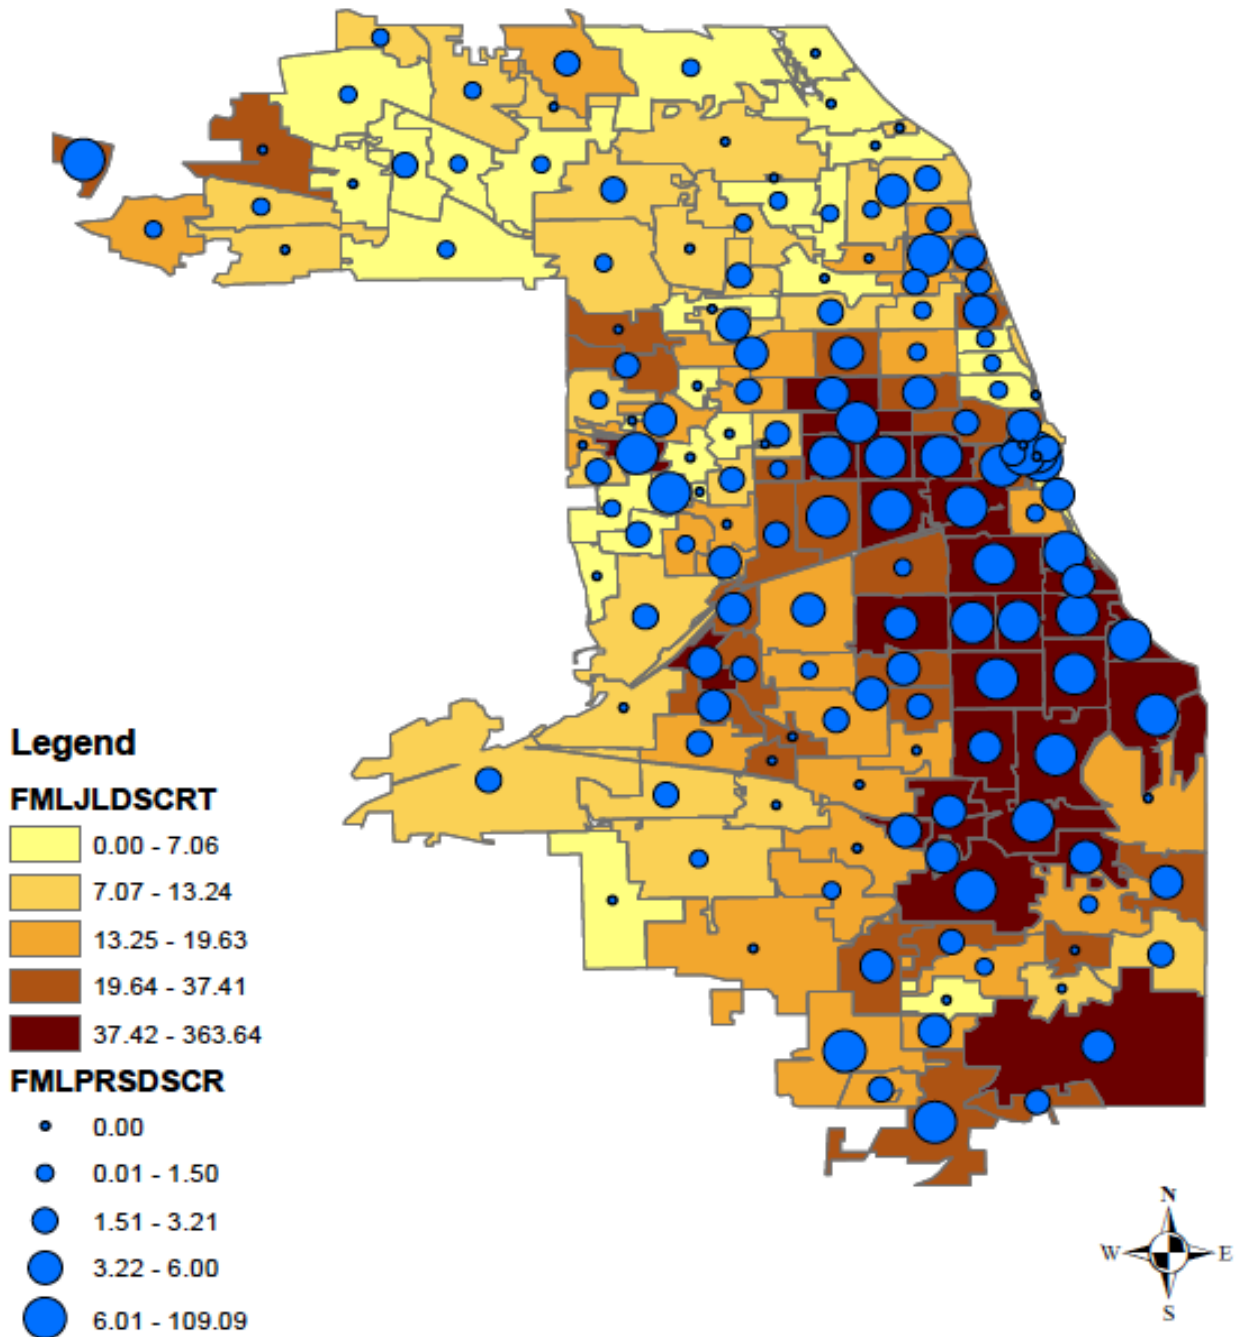 Legend
FMLJLDSCRT
0.00 - 7.06
7.07 - 13.24
13.25 - 19.63
19.64 - 37.41
37.42 - 363.64
FMLPRSDSCR
0.00
0.01 - 1.50
1.51 - 3.21
3.22 - 6.00
6.01 - 109.09
N
W E
S